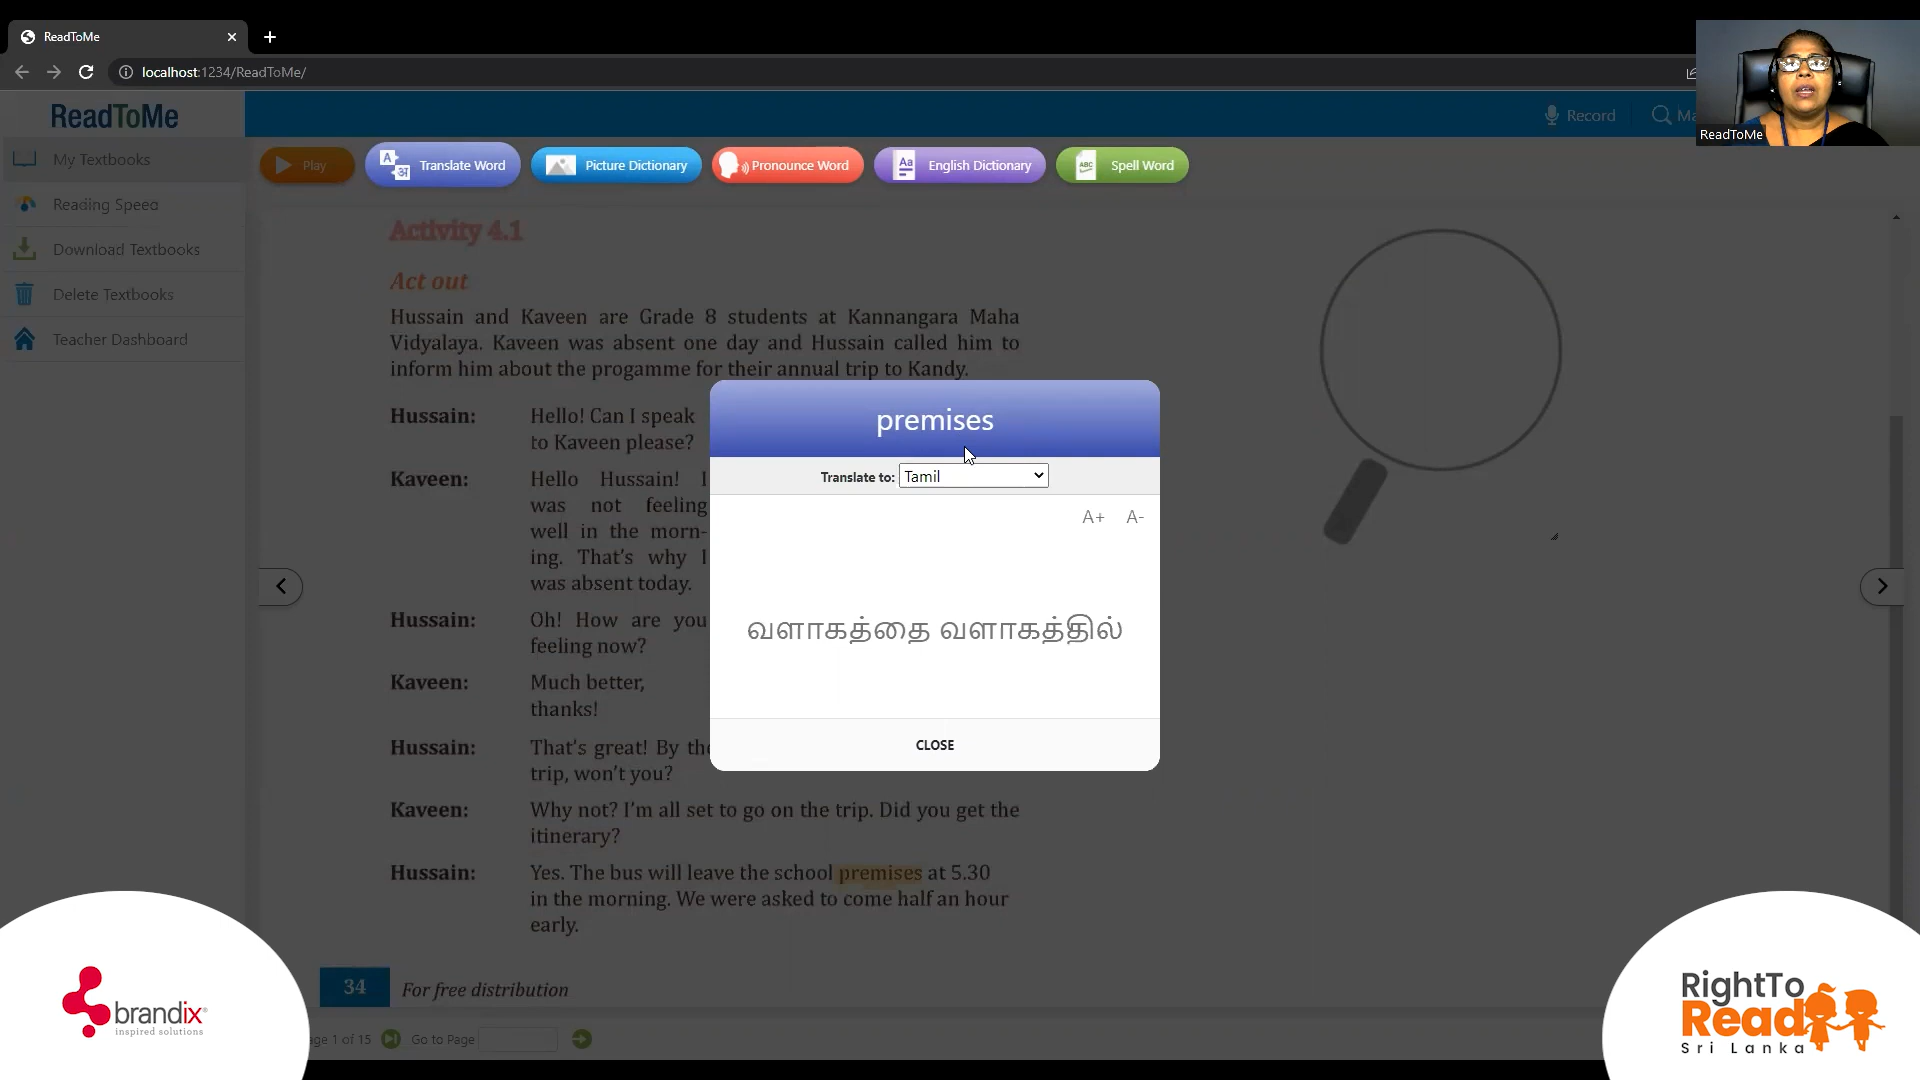 ReadToMe
localhost:1234/ReadToMe/
ReadToMe
ReadToMe
Record
My Textbooks
Reading Speed
Download Textbooks
Delete Textbooks
Teacher Dashboard
Play
Translate Word
Picture Dictionary
Pronounce Word
English Dictionary
Spell Word
Activity 4.1
Act out
Hussain and Kaveen are Grade 8 students at Kannangara Maha
Vidyalaya. Kaveen was absent one day and Hussain called him to
inform him about the progamme for their annual trip to Kandy.
Hussain: Hello! Can I speak
to Kaveen please?
Kaveen: Hello Hussain! I
was not feeling
well in the morn-
ing. That's why I
was absent today.
Hussain: Oh! How are you
feeling now?
Kaveen: Much better,
thanks!
Hussain: That's great! By the
trip, won't you?
Kaveen: Why not? I'm all set to go on the trip. Did you get the
itinerary?
Hussain: Yes. The bus will leave the school premises at 5.30
in the morning. We were asked to come half an hour
early.
34 For free distribution
1 of 15 Go to Page
premises
Translate to: Tamil
A+ A-
வளாகத்தை வளாகத்தில்
CLOSE
brandix
inspired solutions
RightTo
Read
Sri Lanka